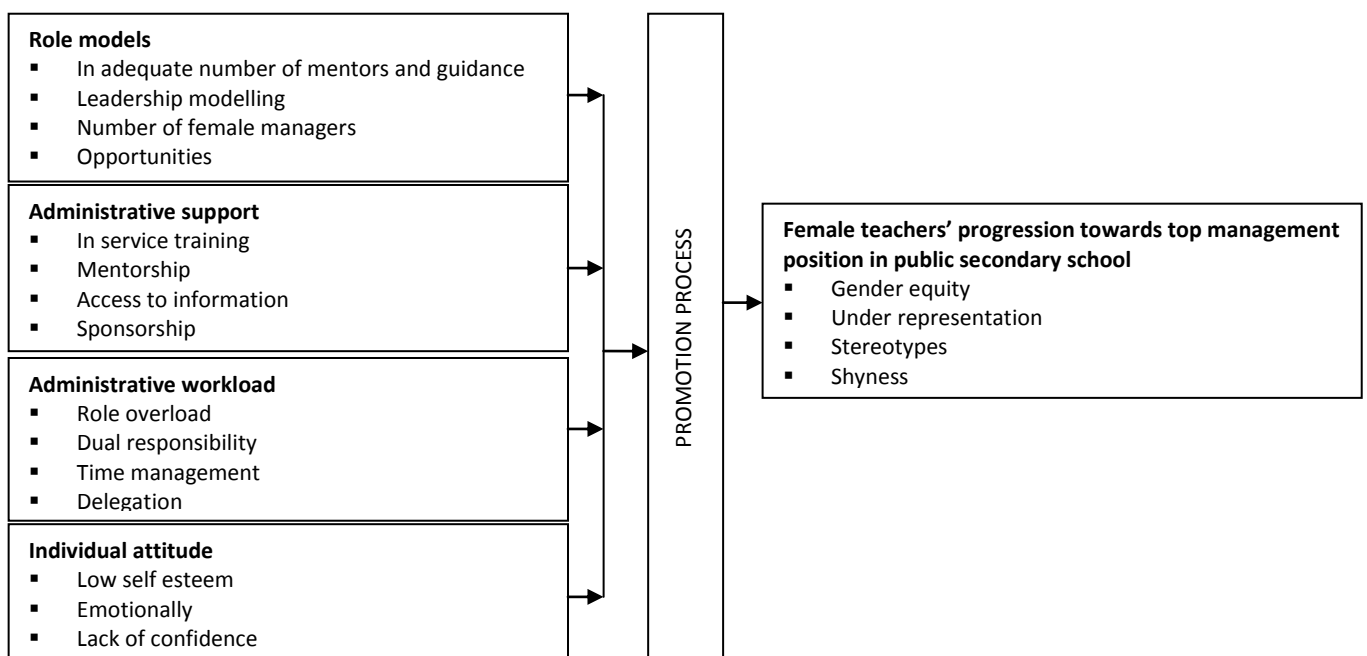 Role models
▪ In adequate number of mentors and guidance
▪ Leadership modelling
▪ Number of female managers
▪ Opportunities
Administrative support
▪ In service training
▪ Mentorship
▪ Access to information
▪ Sponsorship
Administrative workload
▪ Role overload
▪ Dual responsibility
▪ Time management
▪ Delegation
Individual attitude
▪ Low self esteem
▪ Emotionally
▪ Lack of confidence
PROMOTION PROCESS
Female teachers’ progression towards top management
position in public secondary school
▪ Gender equity
▪ Under representation
▪ Stereotypes
▪ Shyness